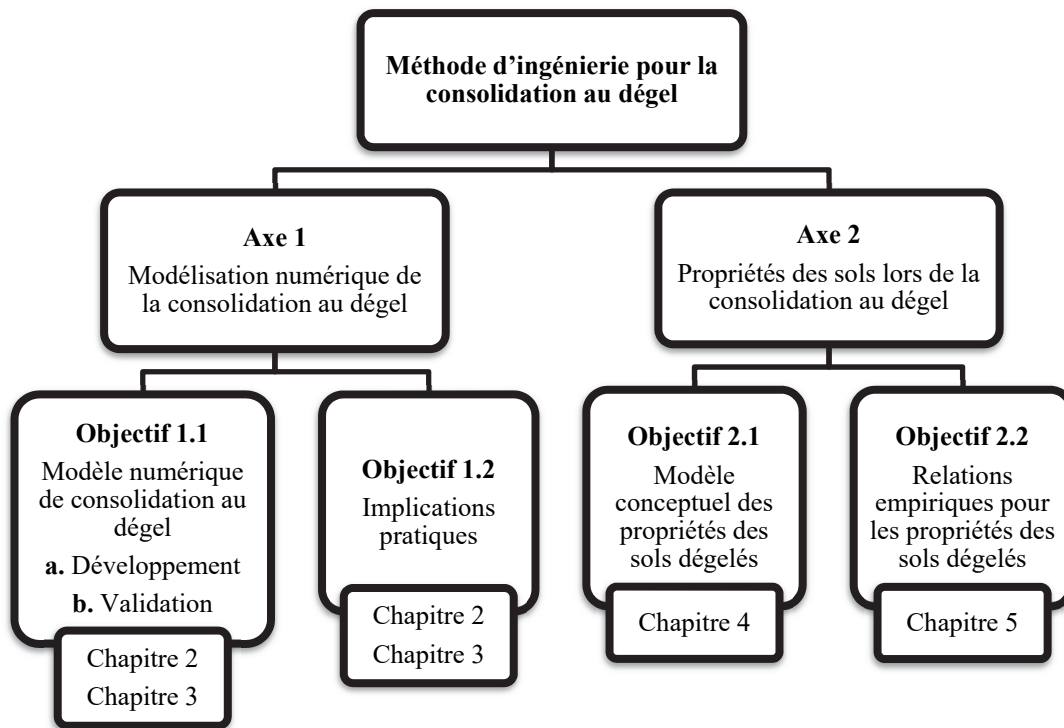 Méthode d'ingénierie pour la
consolidation au dégel
Axe 1
Modélisation numérique de
la consolidation au dégel
Axe 2
Propriétés des sols lors de la
consolidation au dégel
Objectif 1.1
Modèle numérique
de consolidation au
dégel
a. Développement
b. Validation
Chapitre 2
Chapitre 3
Objectif 1.2
Implications
pratiques
Chapitre 2
Chapitre 3
Objectif 2.1
Modèle
conceptuel des
propriétés des
sols dégelés
Chapitre 4
Objectif 2.2
Relations
empiriques pour
les propriétés des
sols dégelés
Chapitre 5